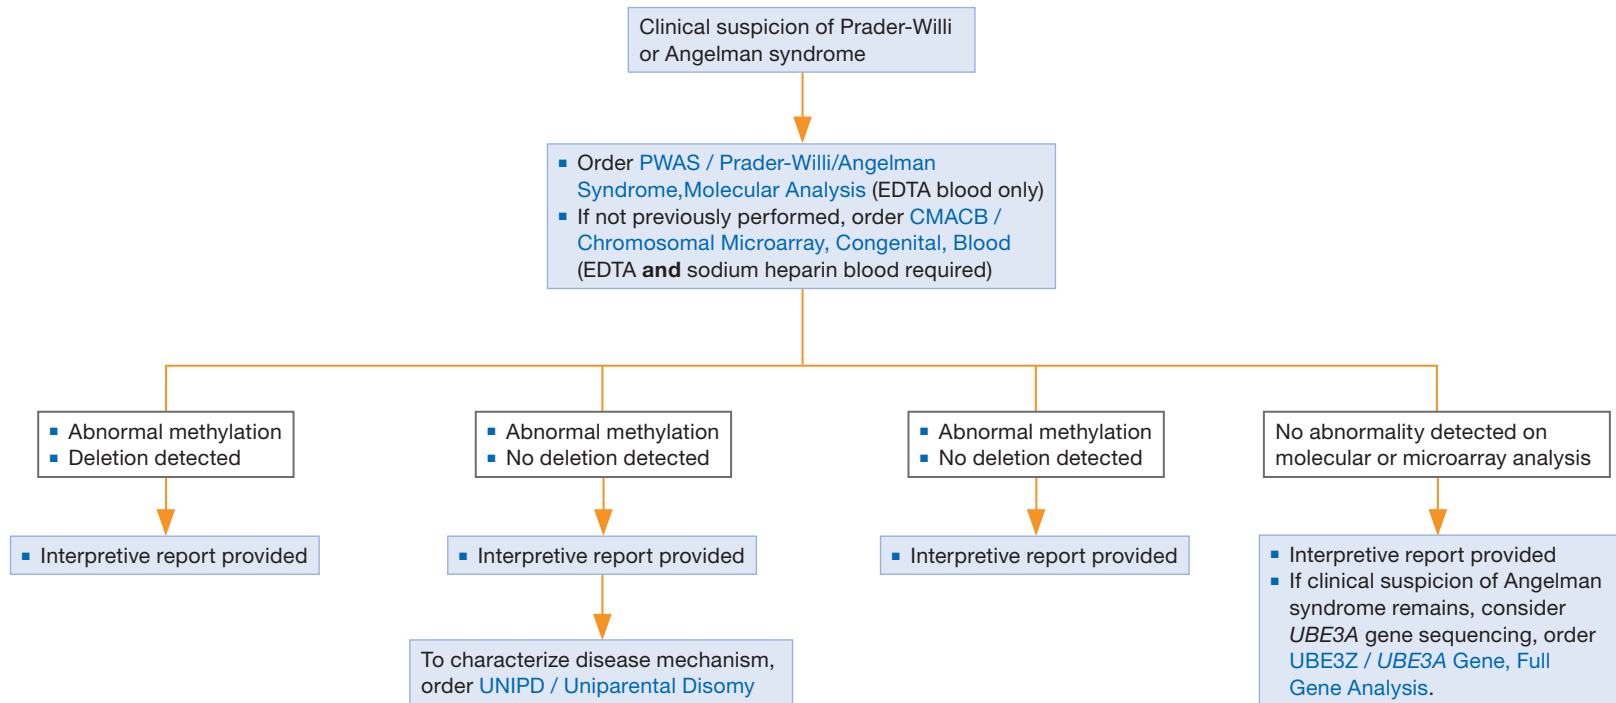 Clinical suspicion of Prader-Willi
or Angelman syndrome
▪ Order PWAS / Prader-Willi/Angelman
Syndrome,Molecular Analysis (EDTA blood only)
▪ If not previously performed, order CMACB /
Chromosomal Microarray, Congenital, Blood
(EDTA and sodium heparin blood required)
▪ Abnormal methylation
▪ Deletion detected
▪ Abnormal methylation
▪ No deletion detected
▪ Abnormal methylation
▪ No deletion detected
No abnormality detected on
molecular or microarray analysis
▪ Interpretive report provided
▪ Interpretive report provided
▪ Interpretive report provided
▪ Interpretive report provided
▪ If clinical suspicion of Angelman
syndrome remains, consider
UBE3A gene sequencing, order
UBE3Z / UBE3A Gene, Full
Gene Analysis.
To characterize disease mechanism,
order UNIPD / Uniparental Disomy